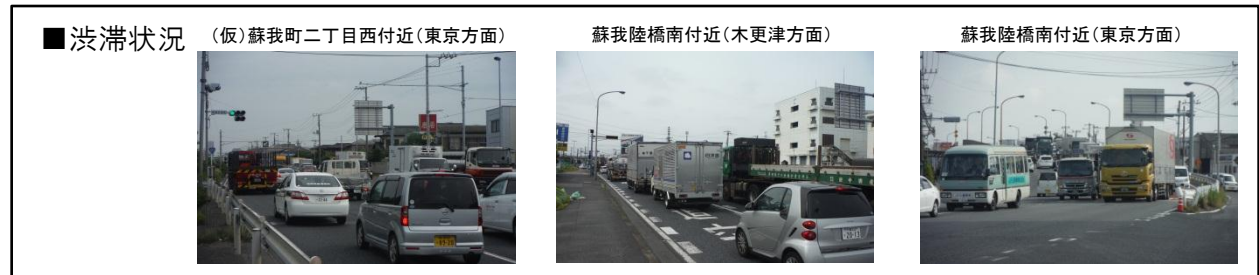 ■渋滞状況
(仮)蘇我町二丁目西付近(東京方面)
蘇我陸橋南付近(木更津方面)
蘇我陸橋南付近(東京方面)